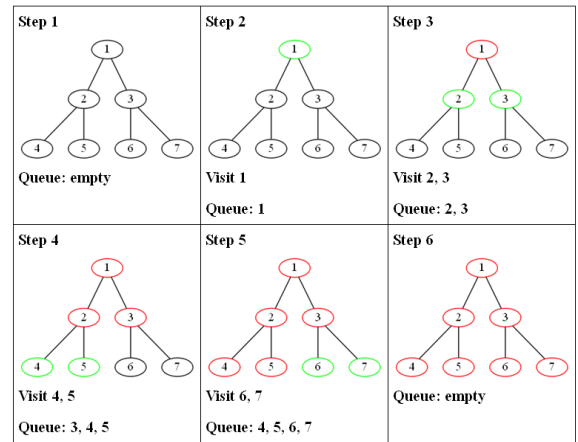 Step 1
1
2 3
4 5 6 7
Queue: empty
Step 2
1
2 3
4 5 6 7
Visit 1
Queue: 1
Step 3
1
2 3
4 5 6 7
Visit 2, 3
Queue: 2, 3
Step 4
1
2 3
4 5 6 7
Visit 4, 5
Queue: 3, 4, 5
Step 5
1
2 3
4 5 6 7
Visit 6, 7
Queue: 4, 5, 6, 7
Step 6
1
2 3
4 5 6 7
Queue: empty